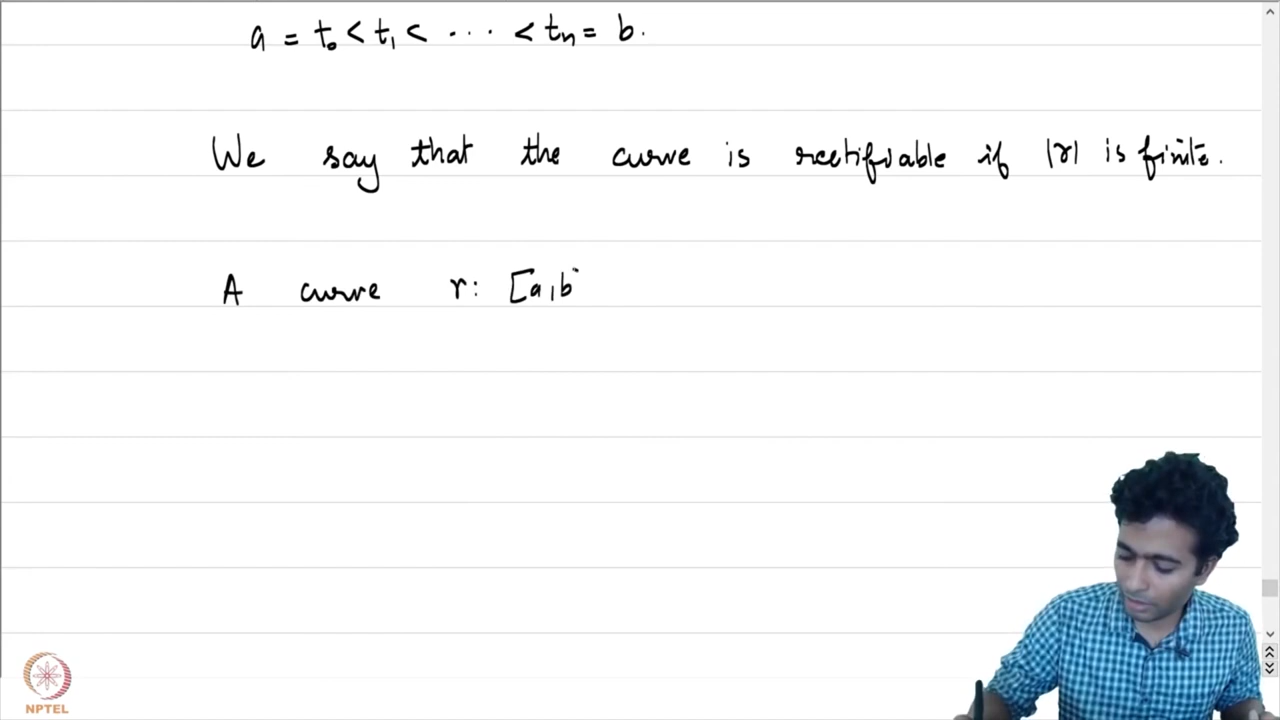 a = t₀ < t₁ < ··· < tₙ = b.
We say that the curve is rectifiable if |γ| is finite.
A curve γ: [a,b
NPTEL